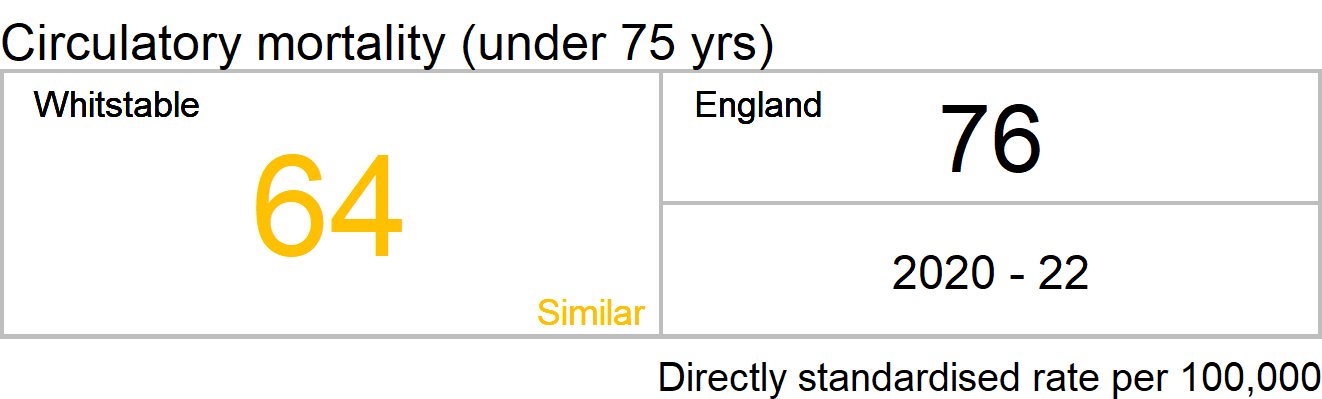 Circulatory mortality (under 75 yrs)
Whitstable
64
Similar
England
76
2020 - 22
Directly standardised rate per 100,000